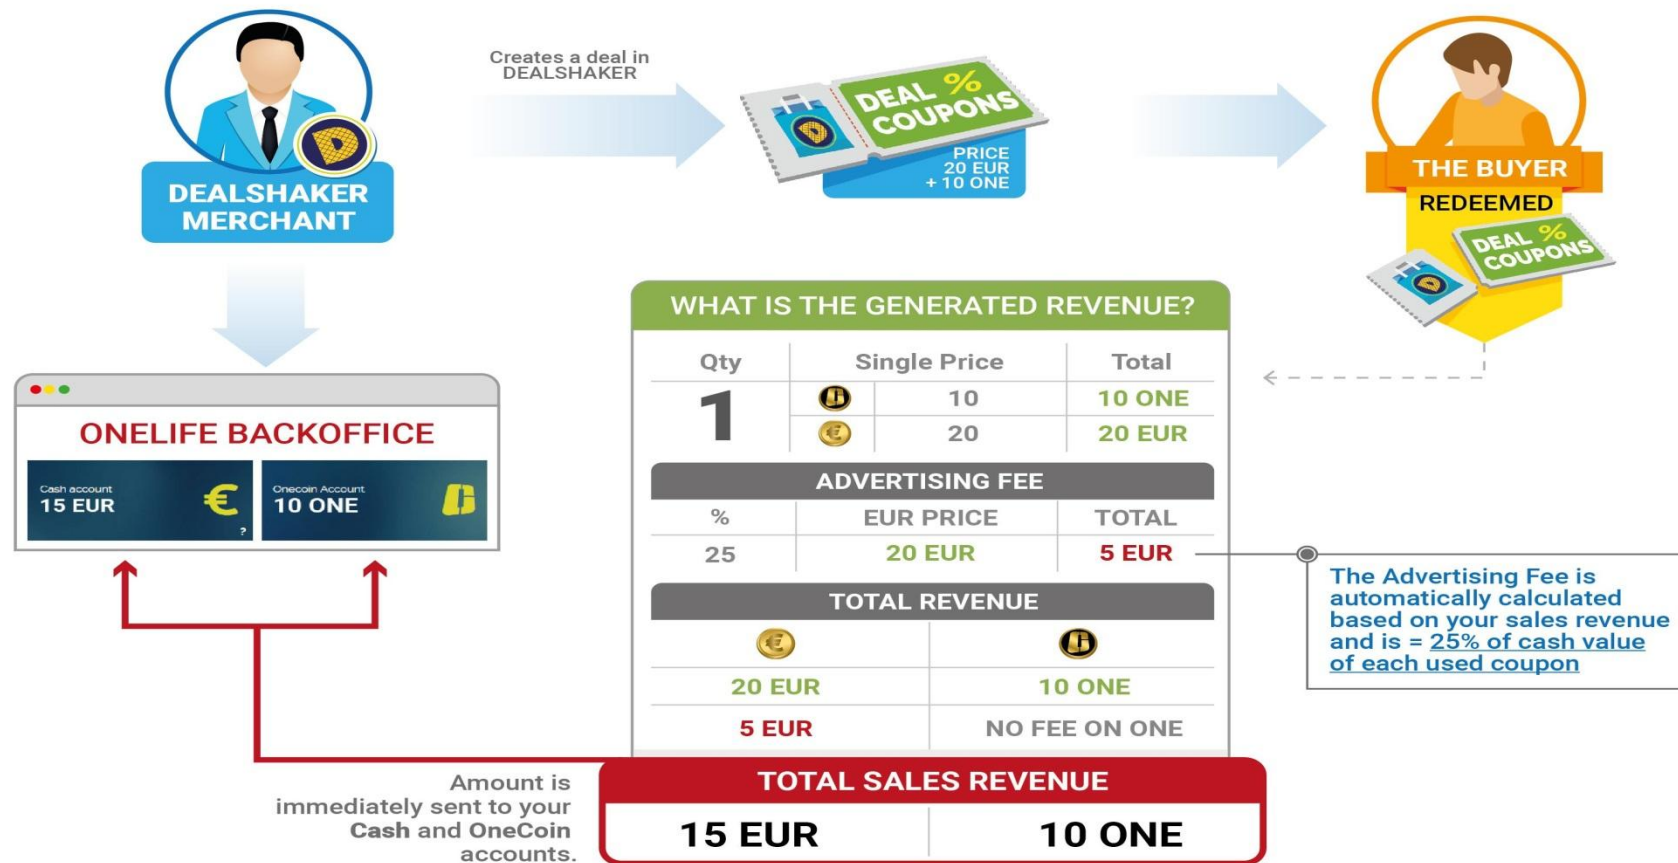 Creates a deal in
DEALSHAKER
DEAL %
COUPONS
PRICE
20 EUR
+ 10 ONE
DEALSHAKER
MERCHANT
THE BUYER
REDEEMED
DEAL %
COUPONS
ONELIFE BACKOFFICE
Cash account
15 EUR
€
?
Onecoin Account
10 ONE
WHAT IS THE GENERATED REVENUE?
Qty Single Price Total
1 10 10 ONE
€ 20 20 EUR
ADVERTISING FEE
% EUR PRICE TOTAL
25 20 EUR 5 EUR
The Advertising Fee is
automatically calculated
based on your sales revenue
and is = 25% of cash value
of each used coupon
TOTAL REVENUE
€
20 EUR 10 ONE
5 EUR NO FEE ON ONE
Amount is
immediately sent to your
Cash and OneCoin
accounts.
TOTAL SALES REVENUE
15 EUR 10 ONE